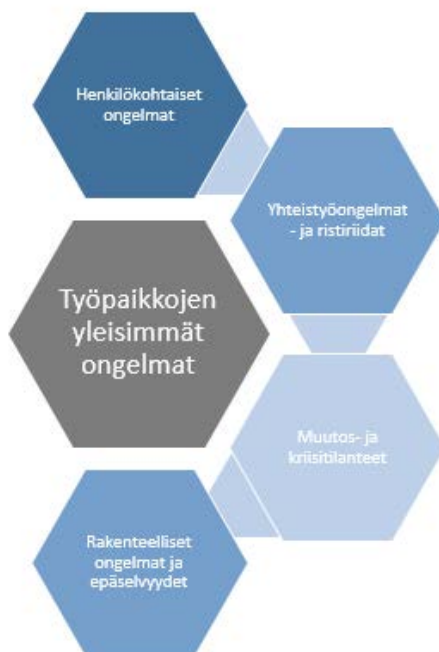 Henkilökohtaiset
ongelmat
Yhteistyöongelmat
- ja ristiriidat
Työpaikkojen
yleisimmät
ongelmat
Muutos- ja
kriisitilanteet
Rakenteelliset
ongelmat ja
epäselvyydet